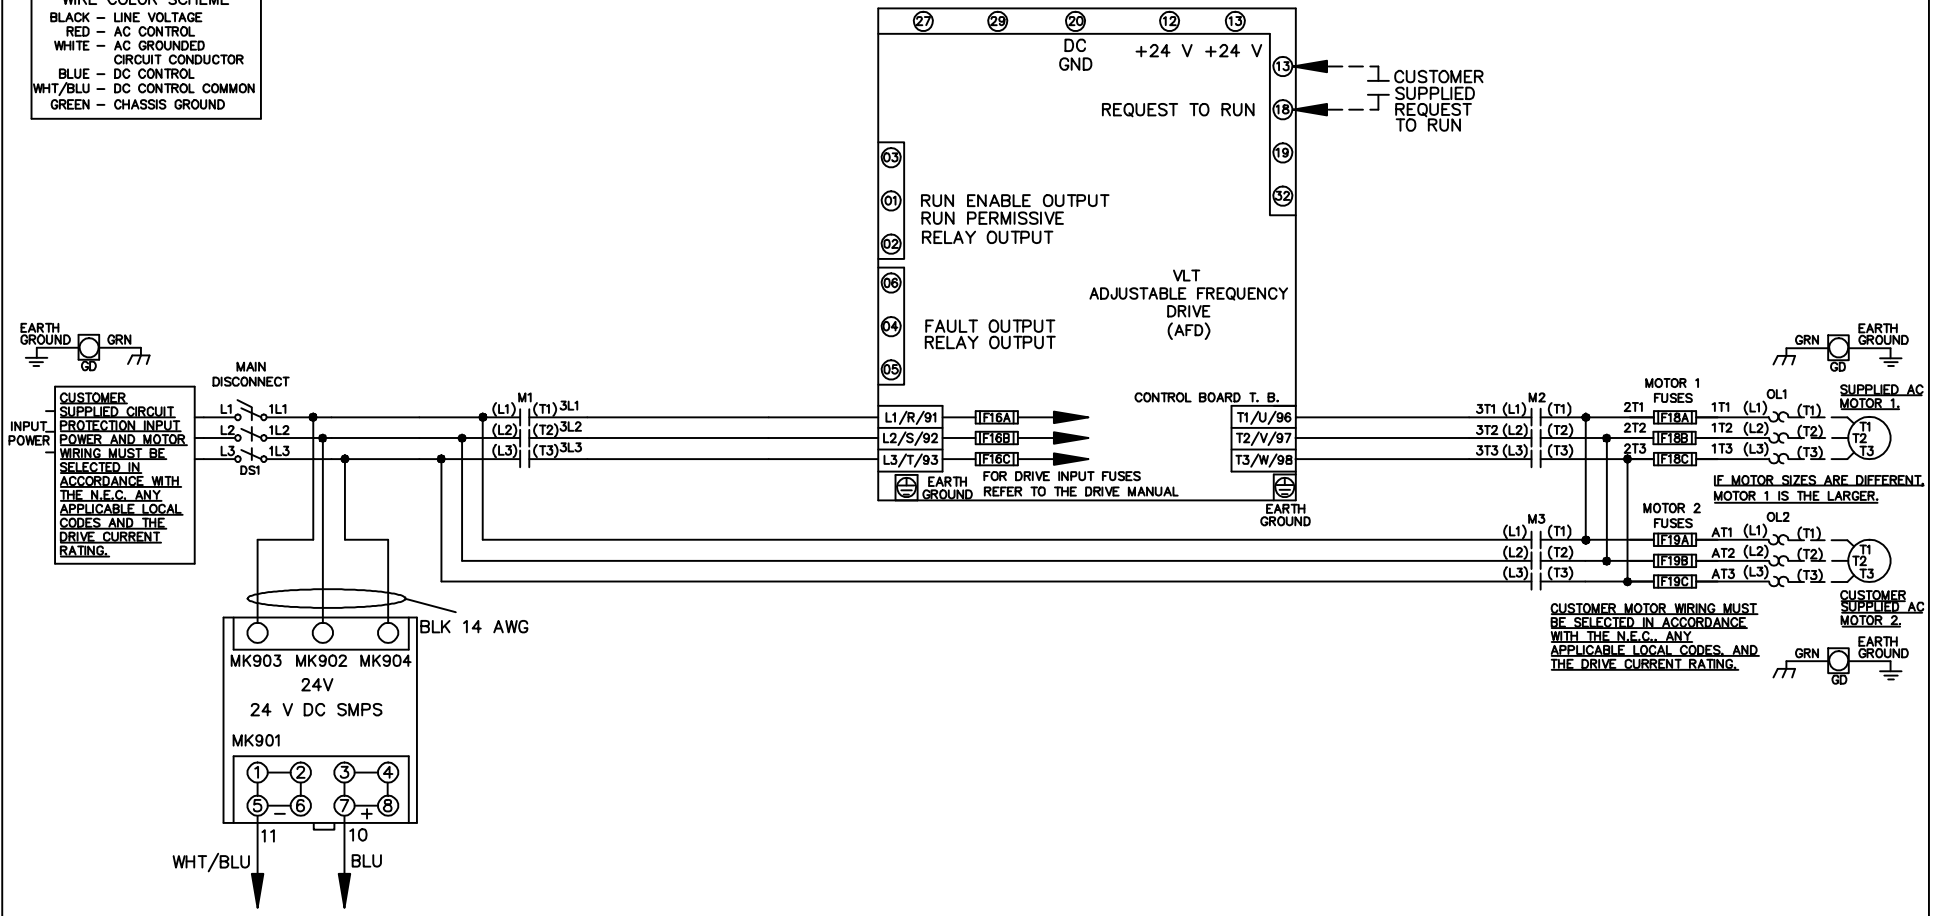 WIRE COLOR SCHEME
BLACK – LINE VOLTAGE
RED – AC CONTROL
WHITE – AC GROUNDED
CIRCUIT CONDUCTOR
BLUE – DC CONTROL
WHT/BLU – DC CONTROL COMMON
GREEN – CHASSIS GROUND
27 29 20 12 13
DC
GND
+24 V +24 V
13
REQUEST TO RUN 18
19
32
CUSTOMER
SUPPLIED
REQUEST
TO RUN
03
01
02
RUN ENABLE OUTPUT
RUN PERMISSIVE
RELAY OUTPUT
06
04
05
FAULT OUTPUT
RELAY OUTPUT
VLT
ADJUSTABLE FREQUENCY
DRIVE
(AFD)
EARTH
GROUND
GRN
GD
INPUT
POWER
CUSTOMER
SUPPLIED CIRCUIT
PROTECTION INPUT
POWER AND MOTOR
WIRING MUST BE
SELECTED IN
ACCORDANCE WITH
THE N.E.C. ANY
APPLICABLE LOCAL
CODES AND THE
DRIVE CURRENT
RATING.
MAIN
DISCONNECT
L1 1L1
L2 1L2
L3 1L3
DS1
M1
(L1) (T1) 3L1
(L2) (T2) 3L2
(L3) (T3) 3L3
L1/R/91 F16A
L2/S/92 F16B
L3/T/93 F16C
EARTH
GROUND
FOR DRIVE INPUT FUSES
REFER TO THE DRIVE MANUAL
CONTROL BOARD T. B.
T1/U/96
T2/V/97
T3/W/98
EARTH
GROUND
M2
3T1 (L1) (T1)
3T2 (L2) (T2)
3T3 (L3) (T3)
MOTOR 1
FUSES
2T1 F18A 1T1 (L1) (T1)
2T2 F18B 1T2 (L2) (T2)
2T3 F18C 1T3 (L3) (T3)
OL1
GRN
GD
EARTH
GROUND
SUPPLIED AC
MOTOR 1.
T1
T2
T3
IF MOTOR SIZES ARE DIFFERENT,
MOTOR 1 IS THE LARGER.
M3
(L1) (T1)
(L2) (T2)
(L3) (T3)
MOTOR 2
FUSES
F19A AT1 (L1) (T1)
F19B AT2 (L2) (T2)
F19C AT3 (L3) (T3)
OL2
T1
T2
T3
CUSTOMER
SUPPLIED AC
MOTOR 2.
CUSTOMER MOTOR WIRING MUST
BE SELECTED IN ACCORDANCE
WITH THE N.E.C., ANY
APPLICABLE LOCAL CODES, AND
THE DRIVE CURRENT RATING.
GRN
GD
EARTH
GROUND
BLK 14 AWG
MK903 MK902 MK904
24V
24 V DC SMPS
MK901
1 2 3 4
5 – 6 7 + 8
11 10
WHT/BLU BLU